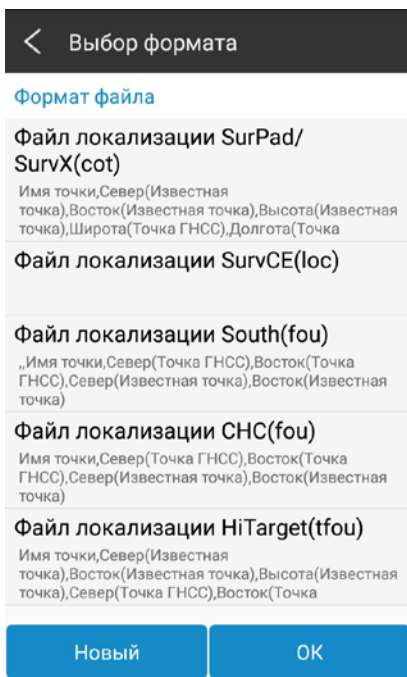 Выбор формата
Формат файла
Файл локализации SurPad/
SurvX(cot)
Имя точки,Север(Известная
точка),Восток(Известная точка),Высота(Известная
точка),Широта(Точка ГНСС),Долгота(Точка
Файл локализации SurvCE(loc)
Файл локализации South(fou)
,,Имя точки,Север(Точка ГНСС),Восток(Точка
ГНСС),Север(Известная точка),Восток(Известная
точка)
Файл локализации CHC(fou)
Имя точки,Север(Точка ГНСС),Восток(Точка
ГНСС),Север(Известная точка),Восток(Известная
точка)
Файл локализации HiTarget(tfou)
Имя точки,Север(Известная
точка),Восток(Известная точка),Высота(Известная
точка),Север(Точка ГНСС),Восток(Точка
Новый
ОК